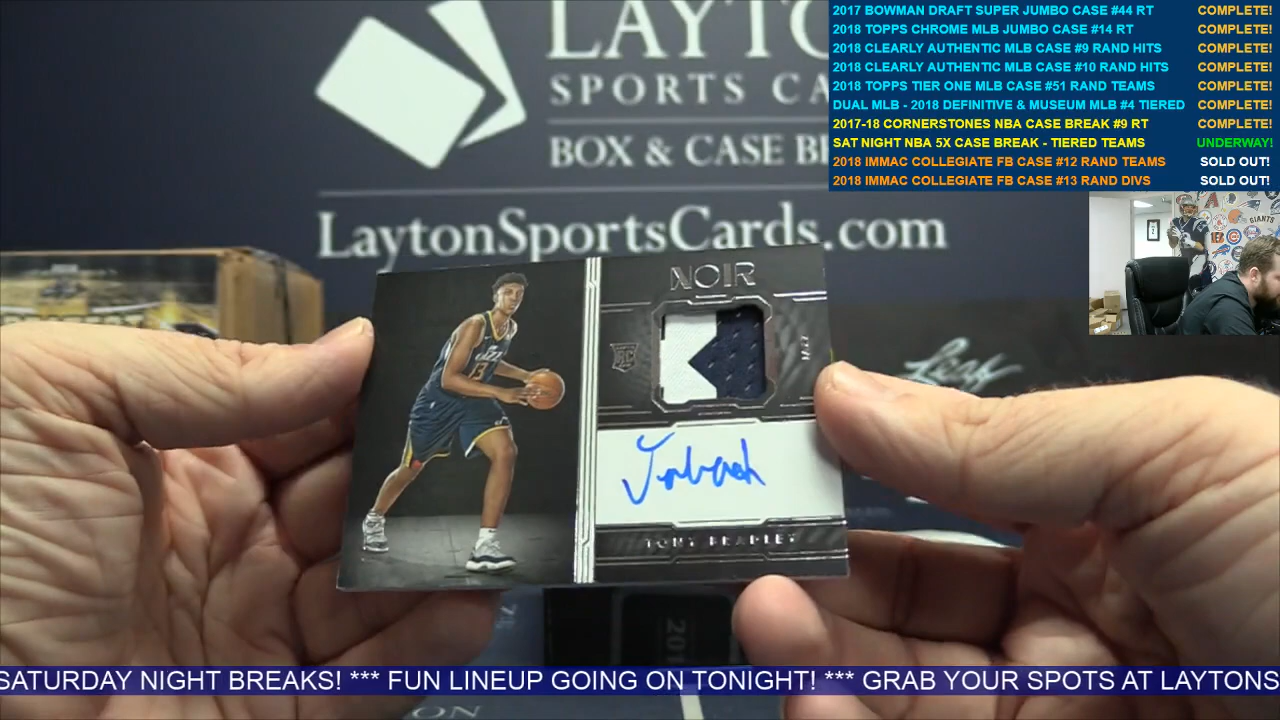 LAYTO
SPORTS CA
BOX & CASE BR
LaytonSportsCards.com
2017 BOWMAN DRAFT SUPER JUMBO CASE #44 RT COMPLETE!
2018 TOPPS CHROME MLB JUMBO CASE #14 RT COMPLETE!
2018 CLEARLY AUTHENTIC MLB CASE #9 RAND HITS COMPLETE!
2018 CLEARLY AUTHENTIC MLB CASE #10 RAND HITS COMPLETE!
2018 TOPPS TIER ONE MLB CASE #51 RAND TEAMS COMPLETE!
DUAL MLB - 2018 DEFINITIVE & MUSEUM MLB #4 TIERED COMPLETE!
2017-18 CORNERSTONES NBA CASE BREAK #9 RT COMPLETE!
SAT NIGHT NBA 5X CASE BREAK - TIERED TEAMS UNDERWAY!
2018 IMMAC COLLEGIATE FB CASE #12 RAND TEAMS SOLD OUT!
2018 IMMAC COLLEGIATE FB CASE #13 RAND DIVS SOLD OUT!
GIANTS
NOIR
RC
JAZZ
13
Leaf
TONY BRADLEY
201
SATURDAY NIGHT BREAKS! *** FUN LINEUP GOING ON TONIGHT! *** GRAB YOUR SPOTS AT LAYTONS